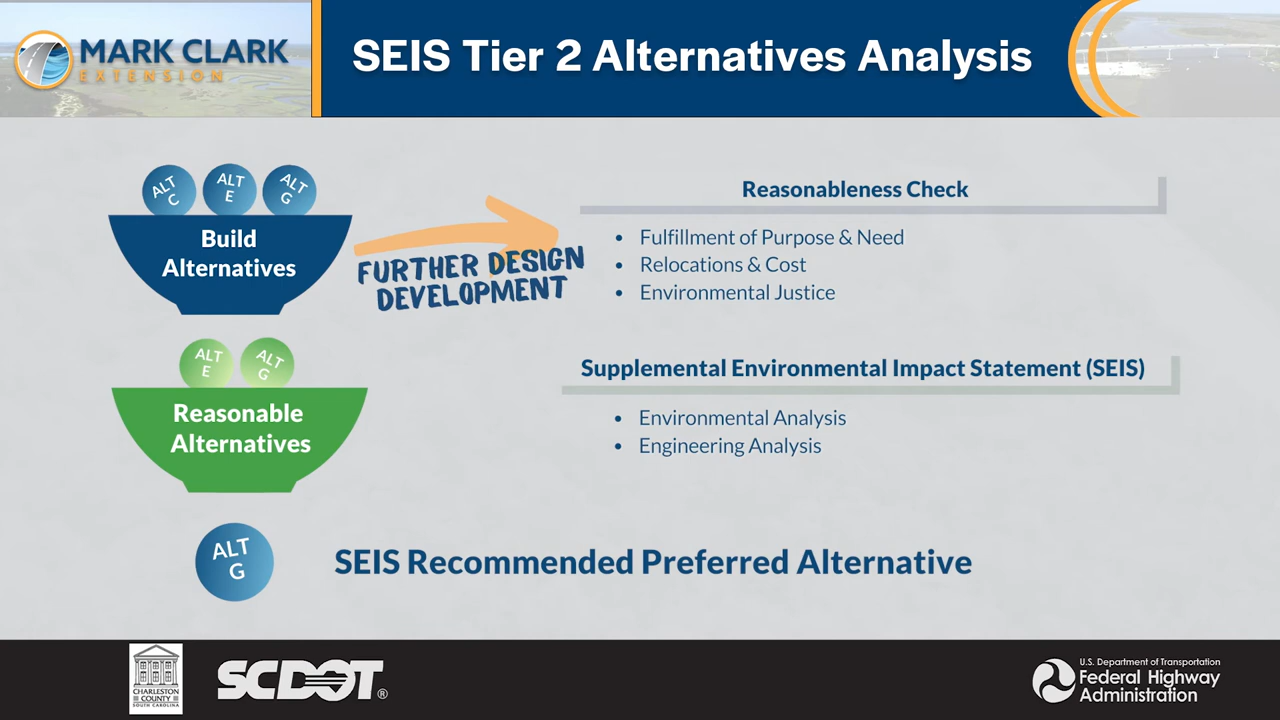 MARK CLARK
EXTENSION
SEIS Tier 2 Alternatives Analysis
ALT
C
ALT
E
ALT
G
Build
Alternatives
FURTHER DESIGN
DEVELOPMENT
Reasonableness Check
• Fulfillment of Purpose & Need
• Relocations & Cost
• Environmental Justice
ALT
E
ALT
G
Reasonable
Alternatives
Supplemental Environmental Impact Statement (SEIS)
• Environmental Analysis
• Engineering Analysis
ALT
G
SEIS Recommended Preferred Alternative
CHARLESTON
COUNTY
SOUTH CAROLINA
SCDOT®
U.S. Department of Transportation
Federal Highway
Administration